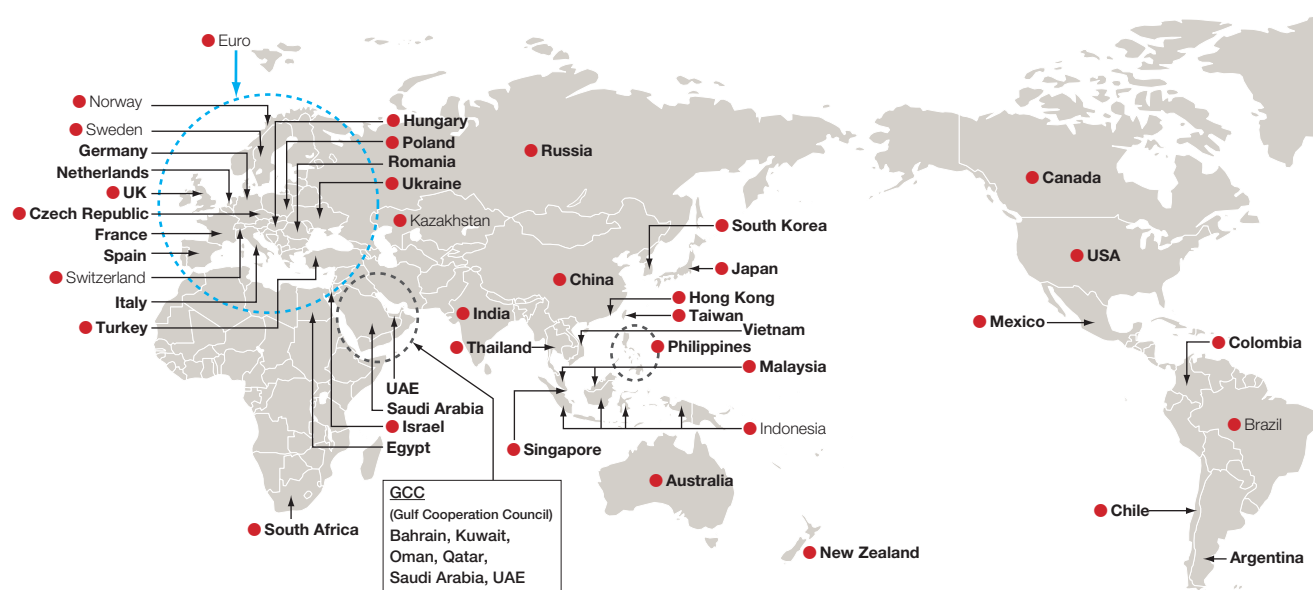 Euro
Norway
Sweden
Germany
Netherlands
UK
Czech Republic
France
Spain
Switzerland
Italy
Turkey
Hungary
Poland
Romania
Ukraine
Kazakhstan
Russia
China
India
Thailand
South Korea
Japan
Hong Kong
Taiwan
Vietnam
Philippines
Malaysia
Indonesia
Singapore
UAE
Saudi Arabia
Israel
Egypt
South Africa
GCC
(Gulf Cooperation Council)
Bahrain, Kuwait,
Oman, Qatar,
Saudi Arabia, UAE
Australia
New Zealand
Canada
USA
Mexico
Colombia
Brazil
Chile
Argentina